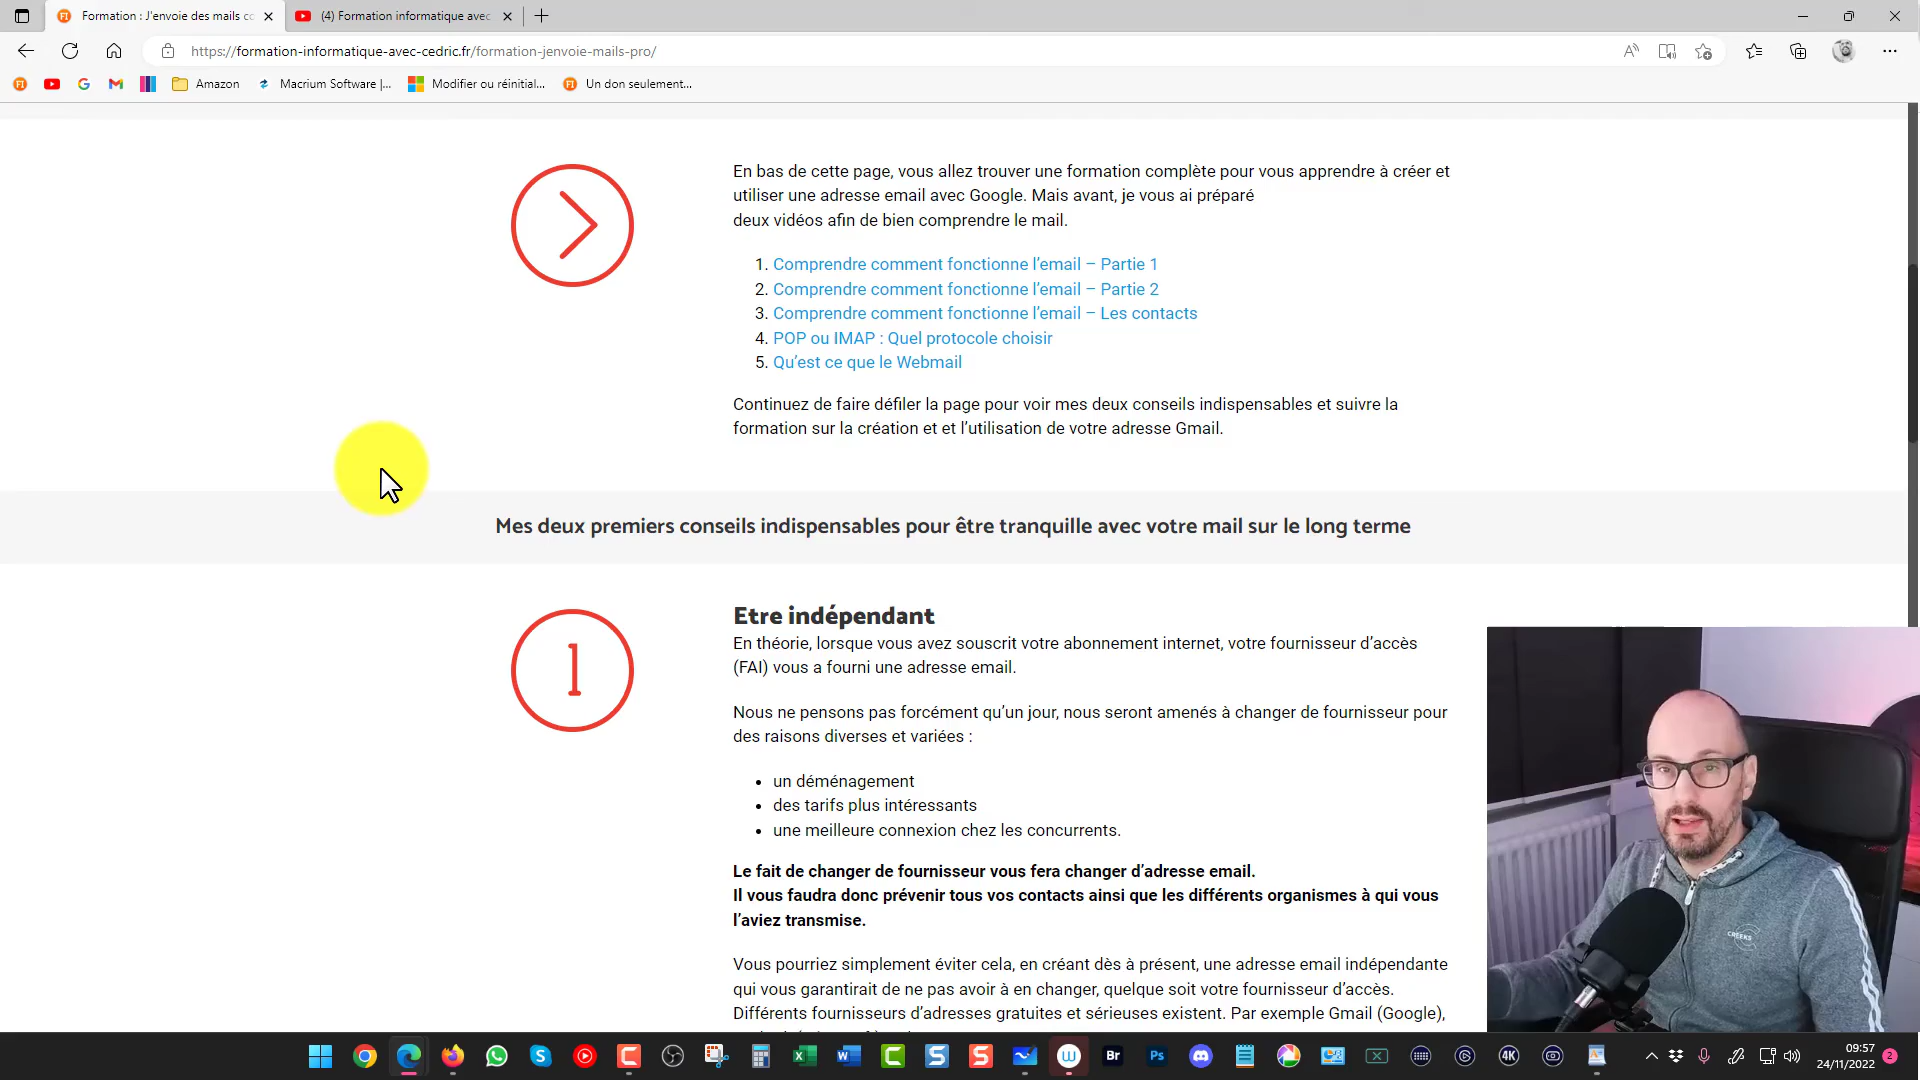 Formation : J'envoie des mails co
(4) Formation informatique avec
https://formation-informatique-avec-cedric.fr/formation-jenvoie-mails-pro/
Amazon
Macrium Software |...
Modifier ou réinitial...
Un don seulement...
En bas de cette page, vous allez trouver une formation complète pour vous apprendre à créer et
utiliser une adresse email avec Google. Mais avant, je vous ai préparé
deux vidéos afin de bien comprendre le mail.
1. Comprendre comment fonctionne l'email – Partie 1
2. Comprendre comment fonctionne l'email – Partie 2
3. Comprendre comment fonctionne l'email – Les contacts
4. POP ou IMAP : Quel protocole choisir
5. Qu'est ce que le Webmail
Continuez de faire défiler la page pour voir mes deux conseils indispensables et suivre la
formation sur la création et et l'utilisation de votre adresse Gmail.
Mes deux premiers conseils indispensables pour être tranquille avec votre mail sur le long terme
1
Etre indépendant
En théorie, lorsque vous avez souscrit votre abonnement internet, votre fournisseur d'accès
(FAI) vous a fourni une adresse email.
Nous ne pensons pas forcément qu'un jour, nous seront amenés à changer de fournisseur pour
des raisons diverses et variées :
• un déménagement
• des tarifs plus intéressants
• une meilleure connexion chez les concurrents.
Le fait de changer de fournisseur vous fera changer d'adresse email.
Il vous faudra donc prévenir tous vos contacts ainsi que les différents organismes à qui vous
l'aviez transmise.
Vous pourriez simplement éviter cela, en créant dès à présent, une adresse email indépendante
qui vous garantirait de ne pas avoir à en changer, quelque soit votre fournisseur d'accès.
Différents fournisseurs d'adresses gratuites et sérieuses existent. Par exemple Gmail (Google),
CREEKS
Br
Ps
4K
09:57
24/11/2022
2